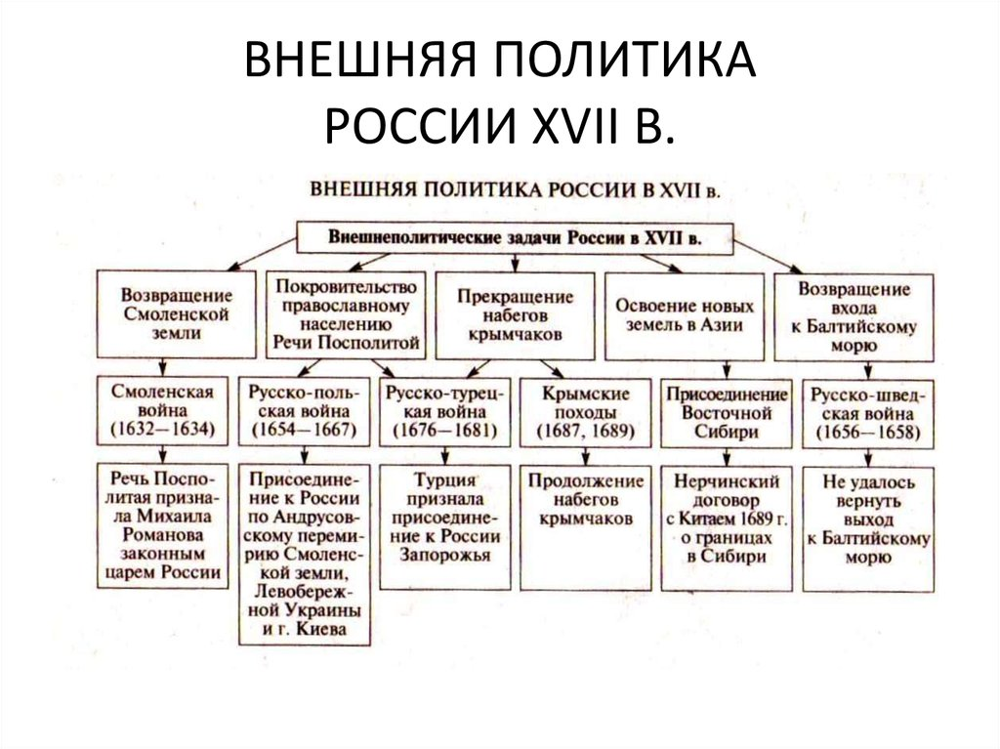 ВНЕШНЯЯ ПОЛИТИКА
РОССИИ XVII В.
ВНЕШНЯЯ ПОЛИТИКА РОССИИ В XVII в.
Внешнеполитические задачи России в XVII в.
Возвращение
Смоленской
земли
Покровительство
православному
населению
Речи Посполитой
Прекращение
набегов
крымчаков
Освоение новых
земель в Азии
Возвращение
входа
к Балтийскому
морю
Смоленская
война
(1632—1634)
Русско-поль-
ская война
(1654—1667)
Русско-турец-
кая война
(1676—1681)
Крымские
походы
(1687, 1689)
Присоединение
Восточной
Сибири
Русско-швед-
ская война
(1656—1658)
Речь Поспо-
литая призна-
ла Михаила
Романова
законным
царем России
Присоедине-
ние к России
по Андрусов-
скому переми-
рию Смоленс-
кой земли,
Левобереж-
ной Украины
и г. Киева
Турция
признала
присоедине-
ние к России
Запорожья
Продолжение
набегов
крымчаков
Нерчинский
договор
с Китаем 1689 г.
о границах
в Сибири
Не удалось
вернуть
выход
к Балтийскому
морю